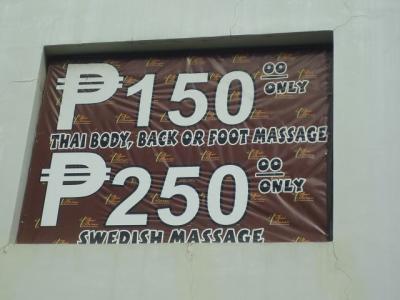 ₱150.00 ONLY
THAI BODY, BACK OR FOOT MASSAGE
₱250.00 ONLY
SWEDISH MASSAGE